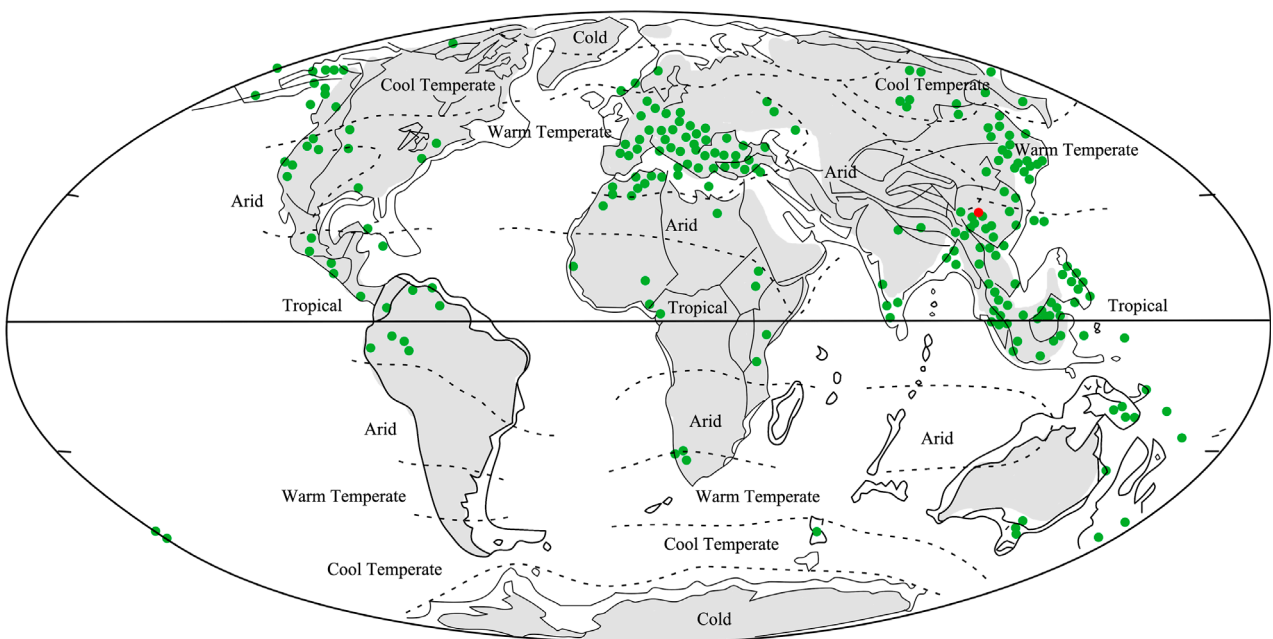 Cold
Cool Temperate
Cool Temperate
Warm Temperate
Warm Temperate
Arid
Arid
Arid
Tropical
Tropical
Tropical
Arid
Arid
Arid
Warm Temperate
Warm Temperate
Cool Temperate
Cool Temperate
Cold